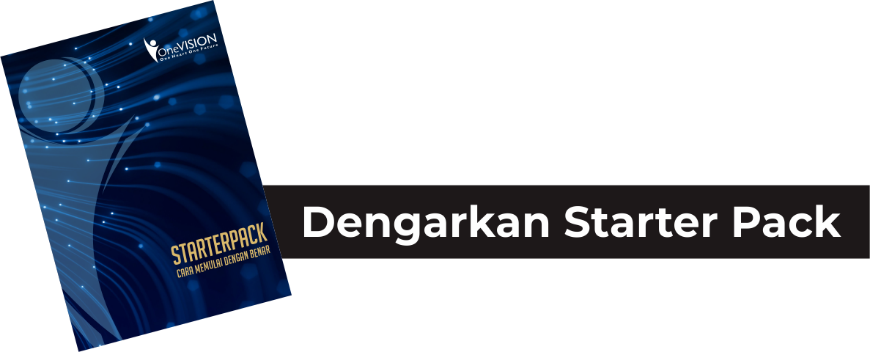 OneVISION
One Heart One Future
STARTERPACK
CARA MEMULAI DENGAN BENAR
Dengarkan Starter Pack